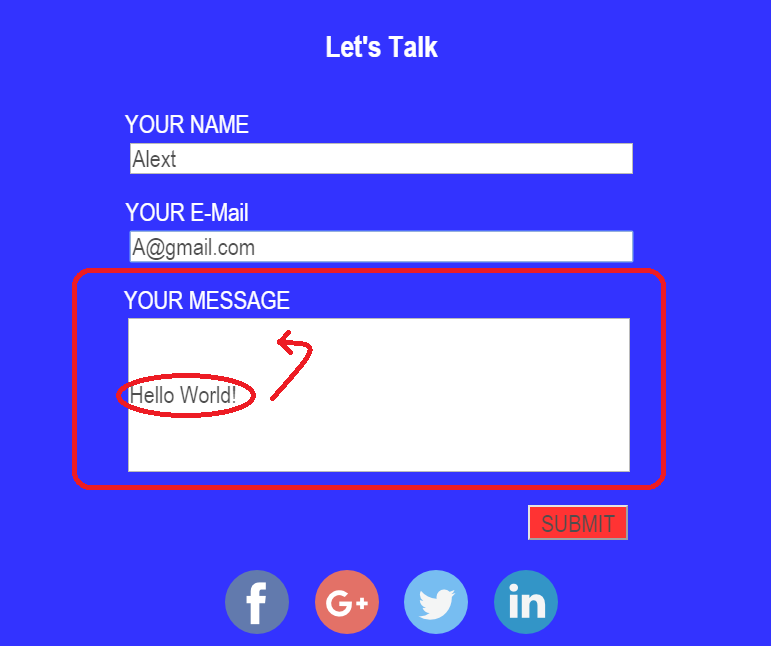 Let's Talk
YOUR NAME
Alext
YOUR E-Mail
A@gmail.com
YOUR MESSAGE
Hello World!
SUBMIT
f G+ in